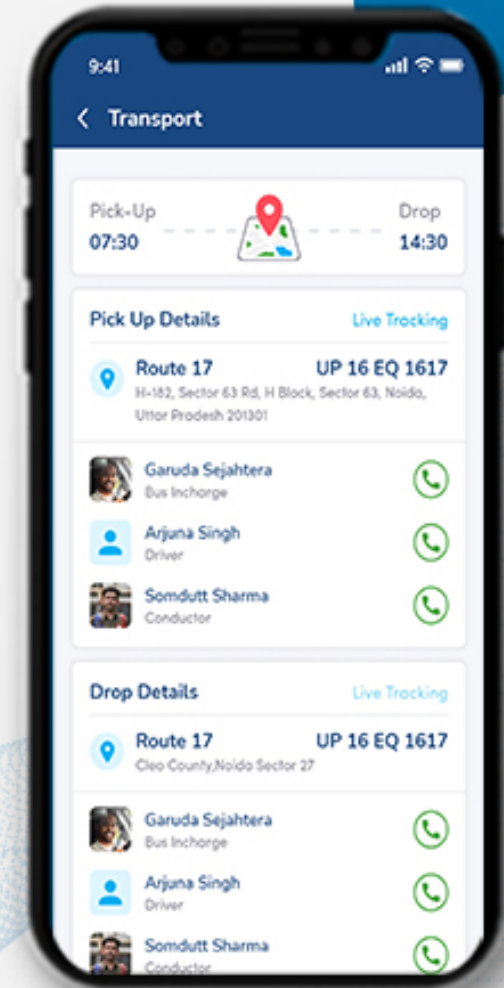 9:41
Transport
Pick-Up
Drop
07:30
14:30
Pick Up Details
Live Trocking
Route 17
UP 16 EQ 1617
H-182, Sector 63 Rd, H Block, Sector 63, Noida,
Uttar Pradesh 201301
Garuda Sejahtera
Bus Incharge
Arjuna Singh
Driver
Somdutt Sharma
Conductor
Drop Details
Live Trocking
Route 17
UP 16 EQ 1617
Cleo County,Noida Sector 27
Garuda Sejahtera
Bus Incharge
Arjuna Singh
Driver
Somdutt Sharma
Conductor